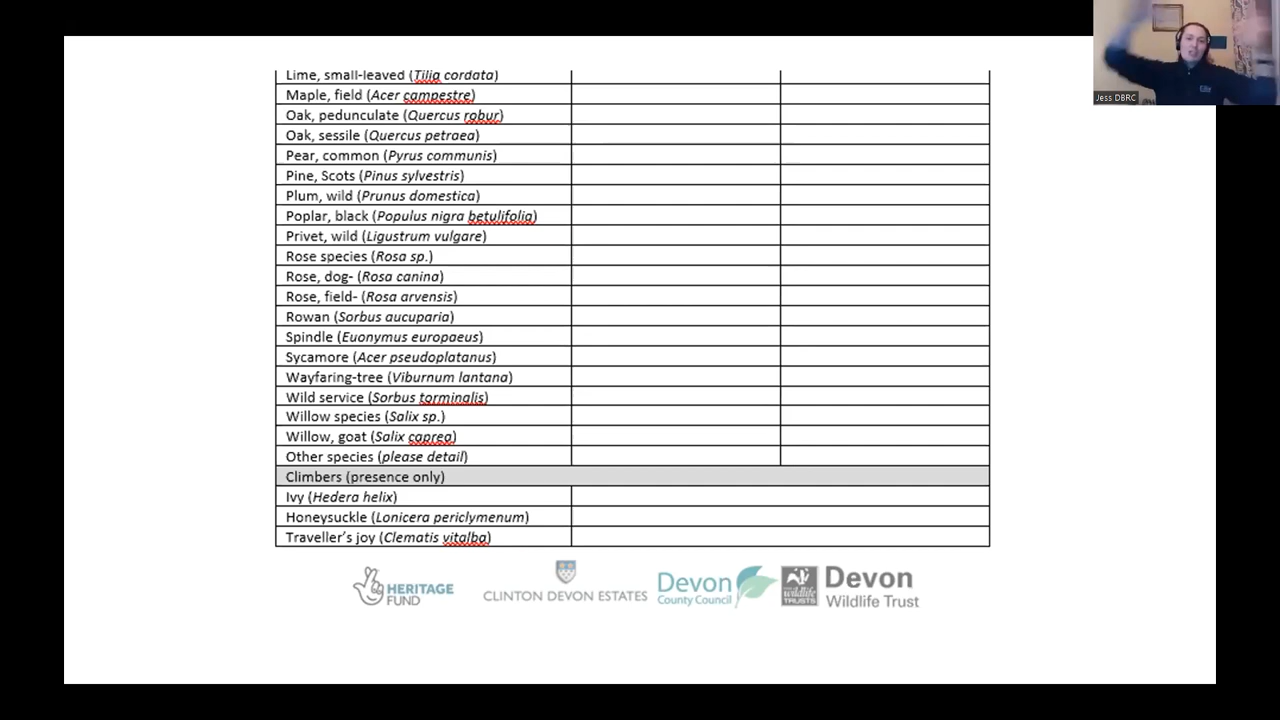 Jess DBRC
Lime, small-leaved (Tilia cordata)
Maple, field (Acer campestre)
Oak, pedunculate (Quercus robur)
Oak, sessile (Quercus petraea)
Pear, common (Pyrus communis)
Pine, Scots (Pinus sylvestris)
Plum, wild (Prunus domestica)
Poplar, black (Populus nigra betulifolia)
Privet, wild (Ligustrum vulgare)
Rose species (Rosa sp.)
Rose, dog- (Rosa canina)
Rose, field- (Rosa arvensis)
Rowan (Sorbus aucuparia)
Spindle (Euonymus europaeus)
Sycamore (Acer pseudoplatanus)
Wayfaring-tree (Viburnum lantana)
Wild service (Sorbus torminalis)
Willow species (Salix sp.)
Willow, goat (Salix caprea)
Other species (please detail)
Climbers (presence only)
Ivy (Hedera helix)
Honeysuckle (Lonicera periclymenum)
Traveller's joy (Clematis vitalba)
HERITAGE
FUND
CLINTON DEVON ESTATES
Devon
County Council
wildlife
TRUSTS
Devon
Wildlife Trust